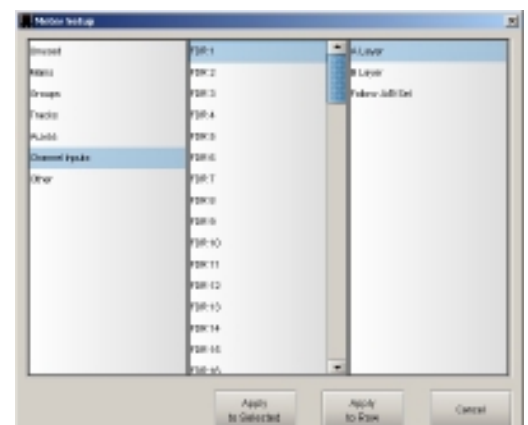 Meter Setup
Unused
Mains
Groups
Tracks
Auxes
Channel Inputs
Other
FDR:1
FDR:2
FDR:3
FDR:4
FDR:5
FDR:6
FDR:7
FDR:8
FDR:9
FDR:10
FDR:11
FDR:12
FDR:13
FDR:14
FDR:15
FDR:16
A Layer
B Layer
Follow A/B Sel
Apply
to Selected
Apply
to Row
Cancel